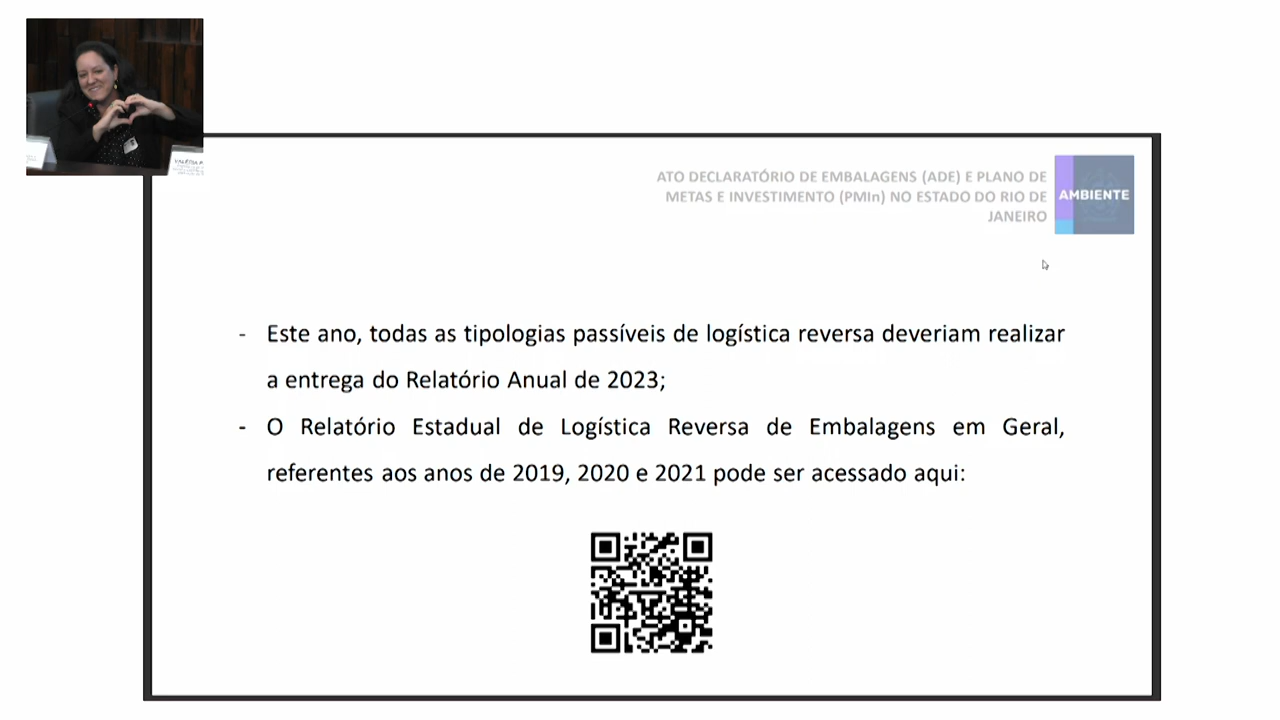 VALÉRIA P
ATO DECLARATÓRIO DE EMBALAGENS (ADE) E PLANO DE
METAS E INVESTIMENTO (PMIn) NO ESTADO DO RIO DE
JANEIRO
AMBIENTE
- Este ano, todas as tipologias passíveis de logística reversa deveriam realizar
a entrega do Relatório Anual de 2023;
- O Relatório Estadual de Logística Reversa de Embalagens em Geral,
referentes aos anos de 2019, 2020 e 2021 pode ser acessado aqui: